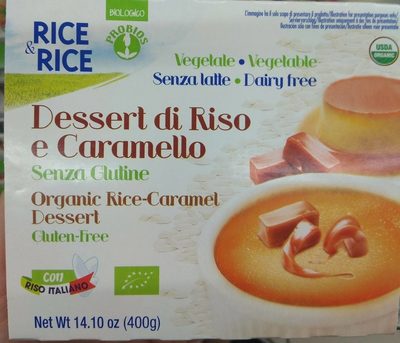 BIOLOGICO
RICE
& RICE
PROBIOS
Vegetale • Vegetable
Senza latte • Dairy free
USDA
ORGANIC
Dessert di Riso
e Caramello
Senza Glutine
Organic Rice-Caramel
Dessert
Gluten-Free
con
RISO ITALIANO
Net Wt 14.10 oz (400g)